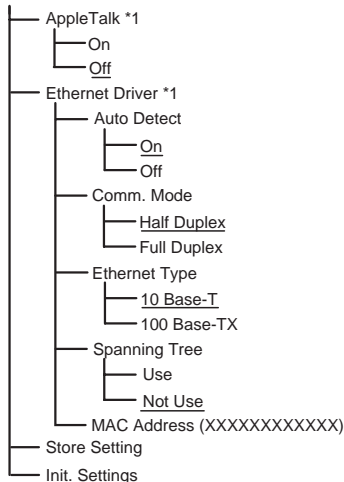 AppleTalk *1
On
Off
Ethernet Driver *1
Auto Detect
On
Off
Comm. Mode
Half Duplex
Full Duplex
Ethernet Type
10 Base-T
100 Base-TX
Spanning Tree
Use
Not Use
MAC Address (XXXXXXXXXXXX)
Store Setting
Init. Settings